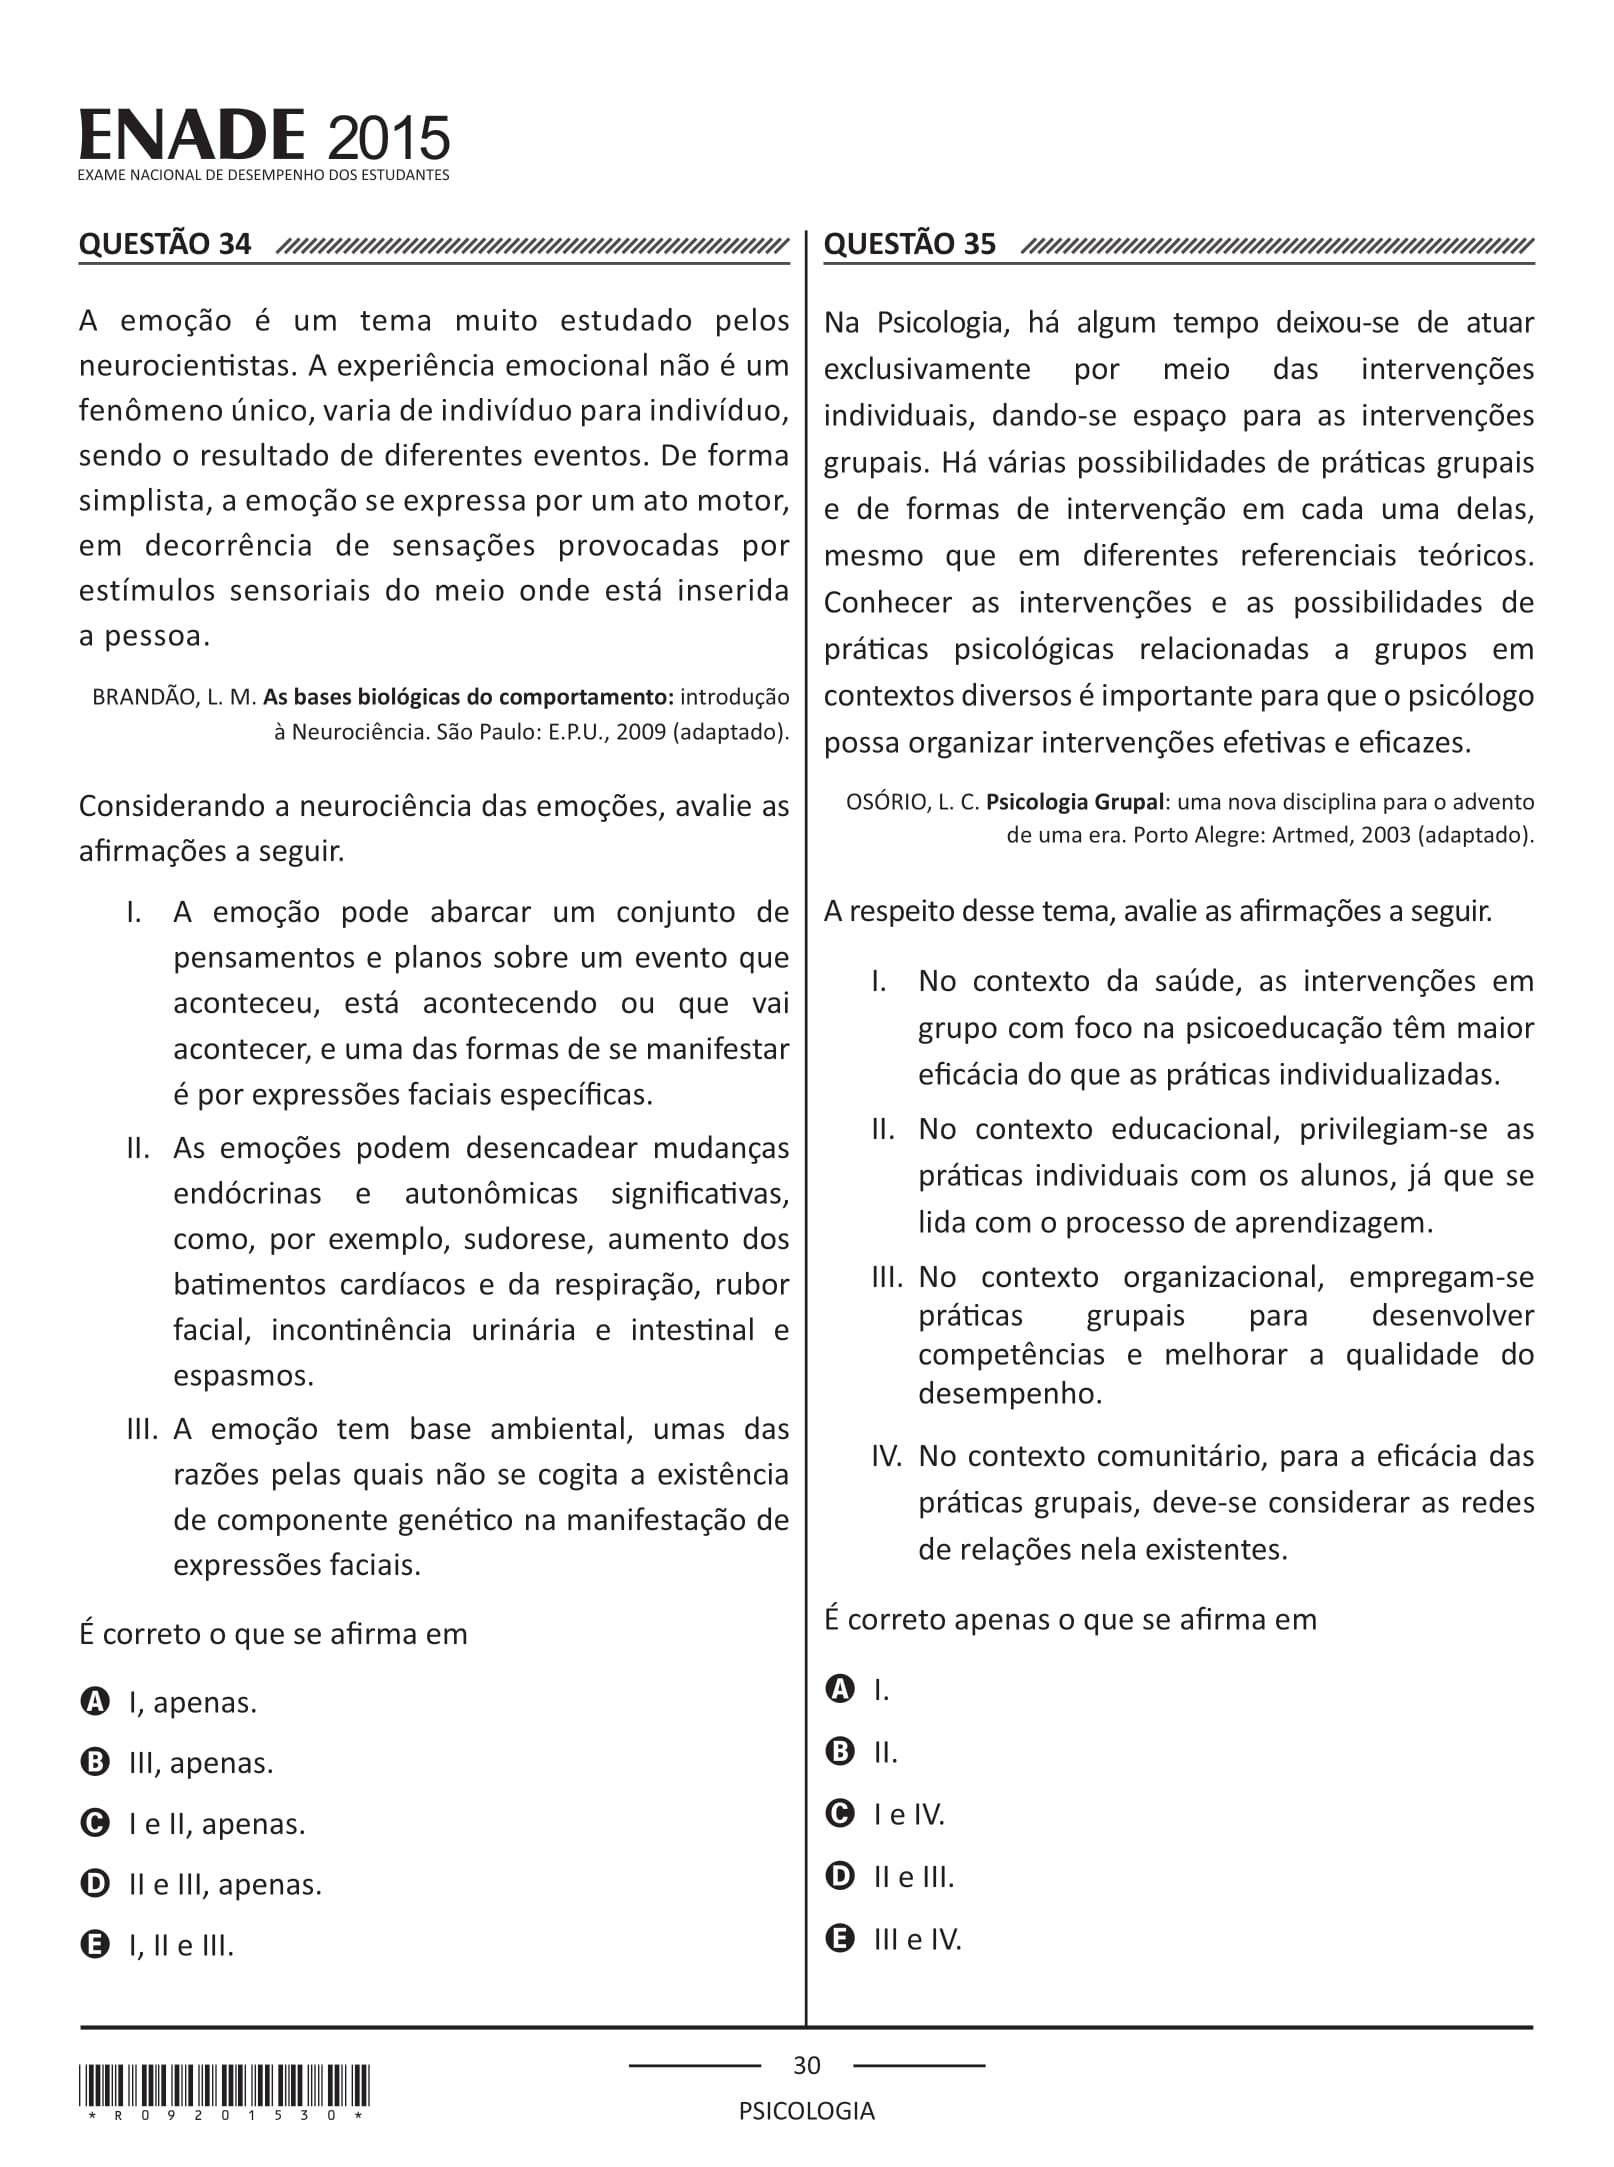 ENADE 2015
EXAME NACIONAL DE DESEMPENHO DOS ESTUDANTES
QUESTÃO 34
A emoção é um tema muito estudado pelos
neurocientistas. A experiência emocional não é um
fenômeno único, varia de indivíduo para indivíduo,
sendo o resultado de diferentes eventos. De forma
simplista, a emoção se expressa por um ato motor,
em decorrência de sensações provocadas por
estímulos sensoriais do meio onde está inserida
a pessoa.
BRANDÃO, L. M. As bases biológicas do comportamento: introdução
à Neurociência. São Paulo: E.P.U., 2009 (adaptado).
Considerando a neurociência das emoções, avalie as
afirmações a seguir.
I. A emoção pode abarcar um conjunto de
pensamentos e planos sobre um evento que
aconteceu, está acontecendo ou que vai
acontecer, e uma das formas de se manifestar
é por expressões faciais específicas.
II. As emoções podem desencadear mudanças
endócrinas e autonômicas significativas,
como, por exemplo, sudorese, aumento dos
batimentos cardíacos e da respiração, rubor
facial, incontinência urinária e intestinal e
espasmos.
III. A emoção tem base ambiental, umas das
razões pelas quais não se cogita a existência
de componente genético na manifestação de
expressões faciais.
É correto o que se afirma em
A I, apenas.
B III, apenas.
C I e II, apenas.
D II e III, apenas.
E I, II e III.
QUESTÃO 35
Na Psicologia, há algum tempo deixou-se de atuar
exclusivamente por meio das intervenções
individuais, dando-se espaço para as intervenções
grupais. Há várias possibilidades de práticas grupais
e de formas de intervenção em cada uma delas,
mesmo que em diferentes referenciais teóricos.
Conhecer as intervenções e as possibilidades de
práticas psicológicas relacionadas a grupos em
contextos diversos é importante para que o psicólogo
possa organizar intervenções efetivas e eficazes.
OSÓRIO, L. C. Psicologia Grupal: uma nova disciplina para o advento
de uma era. Porto Alegre: Artmed, 2003 (adaptado).
A respeito desse tema, avalie as afirmações a seguir.
I. No contexto da saúde, as intervenções em
grupo com foco na psicoeducação têm maior
eficácia do que as práticas individualizadas.
II. No contexto educacional, privilegiam-se as
práticas individuais com os alunos, já que se
lida com o processo de aprendizagem.
III. No contexto organizacional, empregam-se
práticas grupais para desenvolver
competências e melhorar a qualidade do
desempenho.
IV. No contexto comunitário, para a eficácia das
práticas grupais, deve-se considerar as redes
de relações nela existentes.
É correto apenas o que se afirma em
A I.
B II.
C I e IV.
D II e III.
E III e IV.
*R09201530*
30
PSICOLOGIA